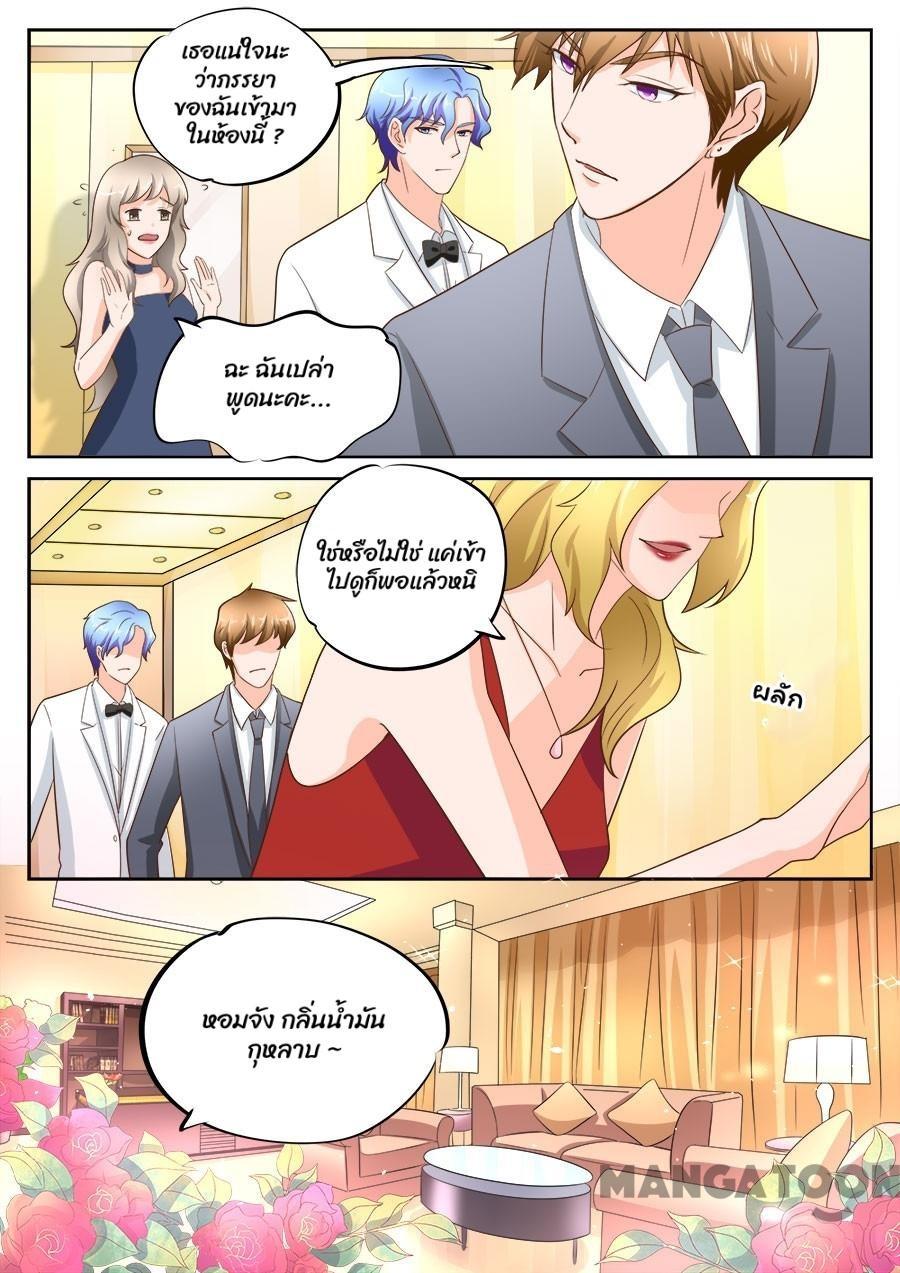 เธอแน่ใจนะ
ว่าภรรยา
ของฉันเข้ามา
ในห้องนี้ ?
ฉะ ฉันเปล่า
พูดนะคะ...
ใช่หรือไม่ใช่ แค่เข้า
ไปดูก็พอแล้วหนิ
ผลัก
หอมจัง กลิ่นน้ำมัน
กุหลาบ ~
MANGATOON